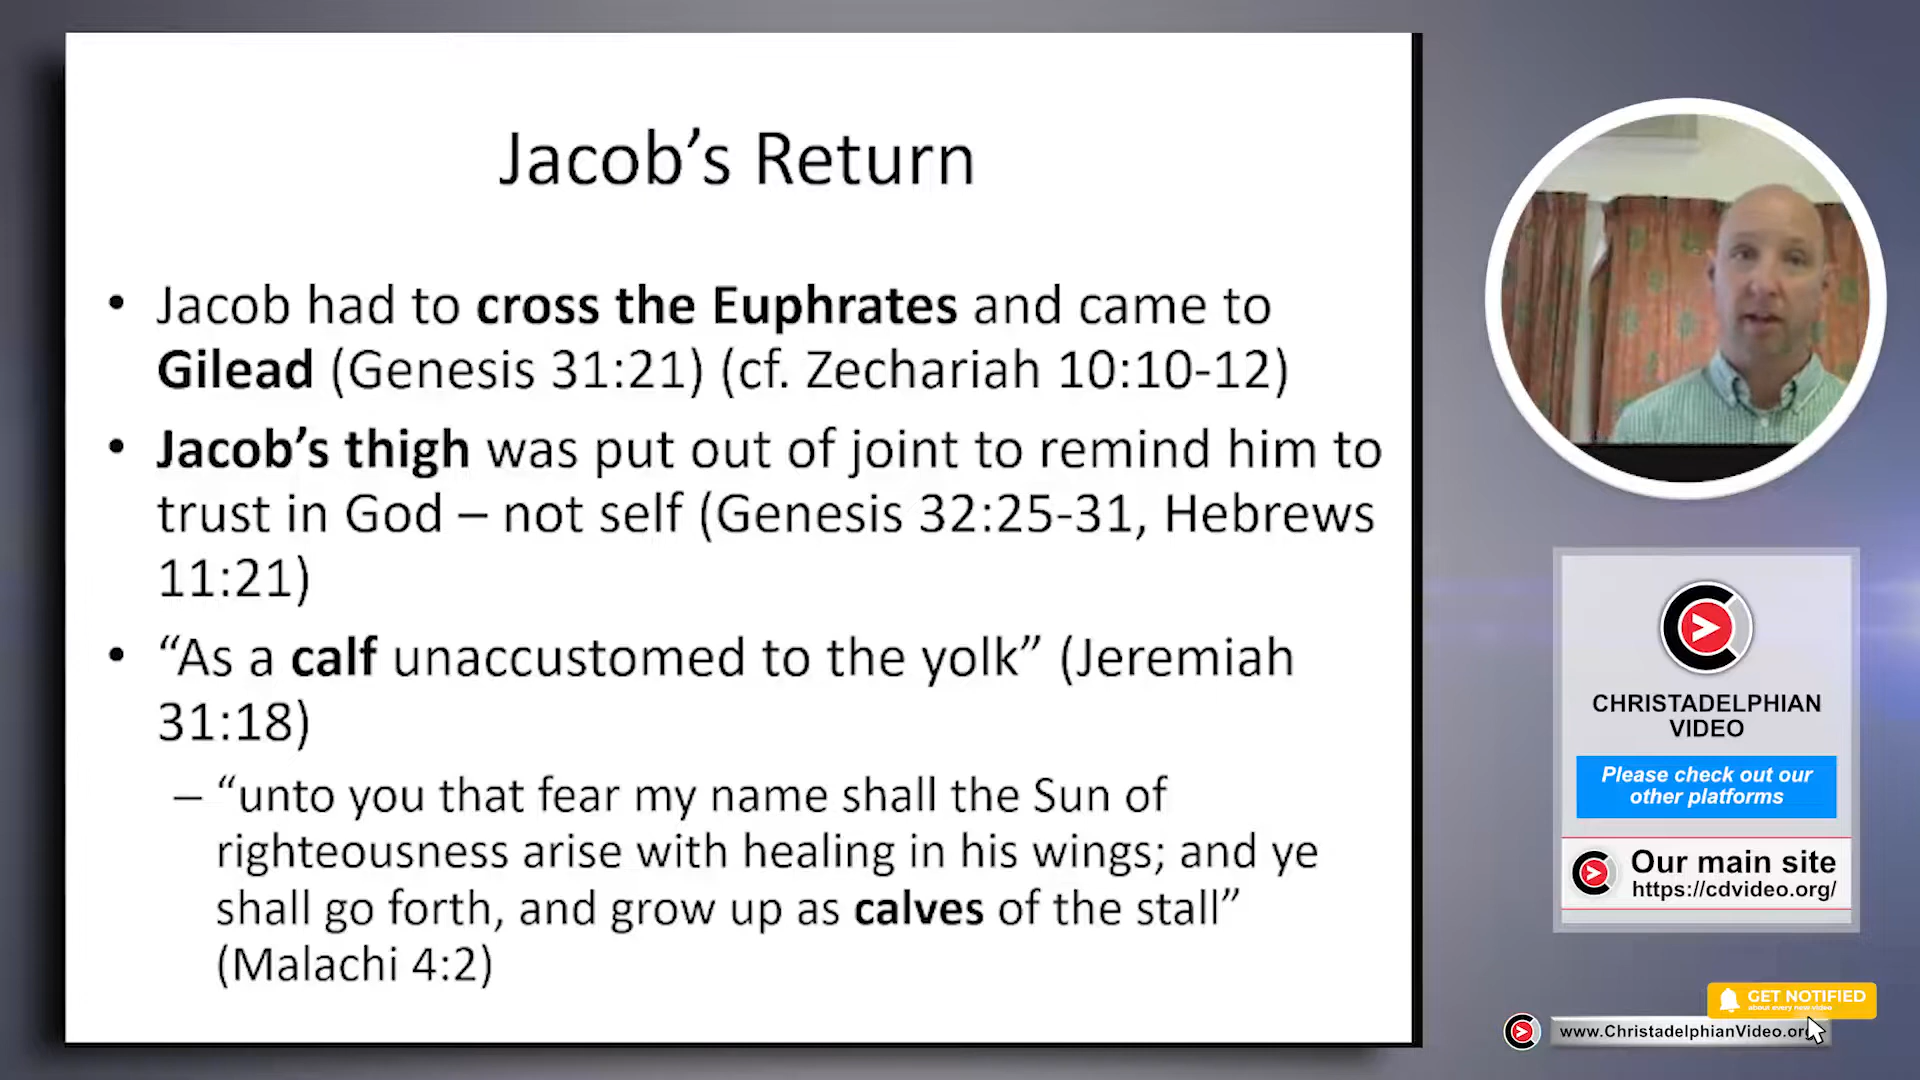 Jacob’s Return
• Jacob had to cross the Euphrates and came to
Gilead (Genesis 31:21) (cf. Zechariah 10:10-12)
• Jacob’s thigh was put out of joint to remind him to
trust in God – not self (Genesis 32:25-31, Hebrews
11:21)
• “As a calf unaccustomed to the yolk” (Jeremiah
31:18)
– “unto you that fear my name shall the Sun of
righteousness arise with healing in his wings; and ye
shall go forth, and grow up as calves of the stall”
(Malachi 4:2)
CHRISTADELPHIAN
VIDEO
Please check out our
other platforms
Our main site
https://cdvideo.org/
GET NOTIFIED
about every new video
www.ChristadelphianVideo.org